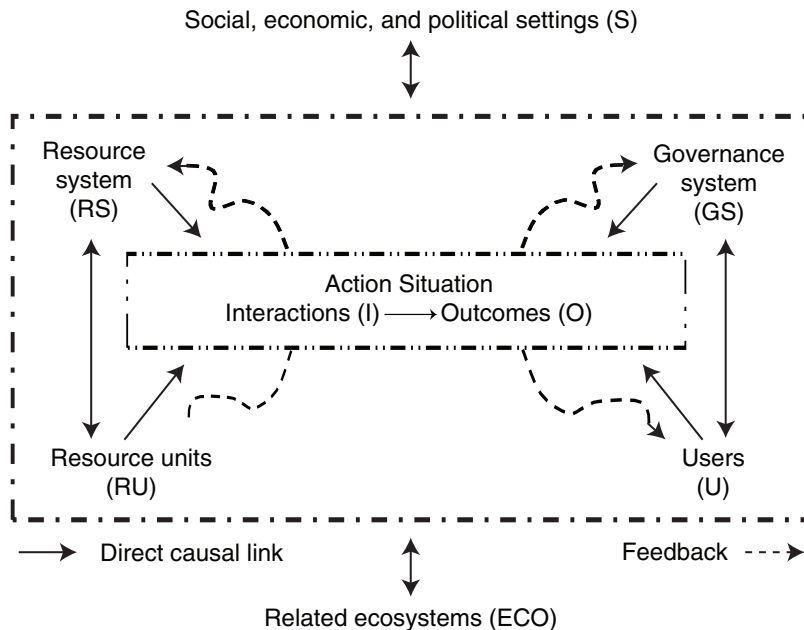 Social, economic, and political settings (S)
Resource
system
(RS)
Governance
system
(GS)
Action Situation
Interactions (I) Outcomes (O)
Resource units
(RU)
Users
(U)
Direct causal link
Feedback
Related ecosystems (ECO)